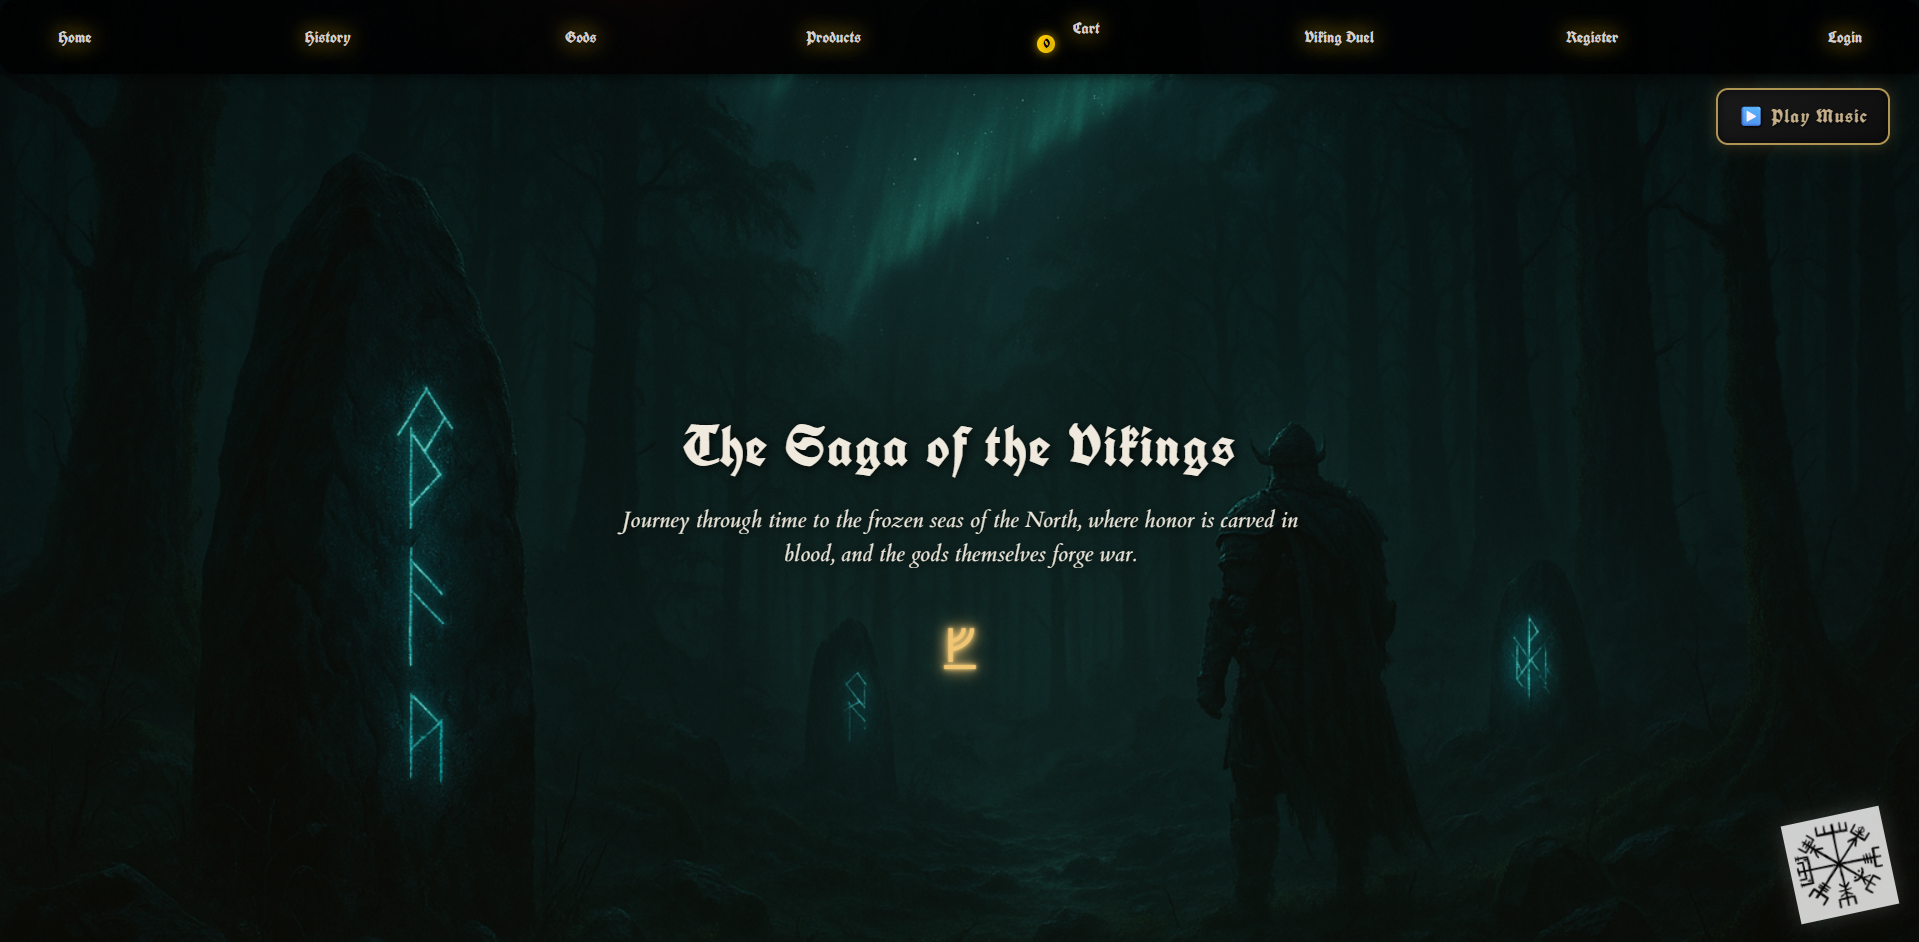 Home
History
Gods
Products
0
Cart
Viking Duel
Register
Login
▶️ Play Music
The Saga of the Vikings
Journey through time to the frozen seas of the North, where honor is carved in
blood, and the gods themselves forge war.
ᚠ